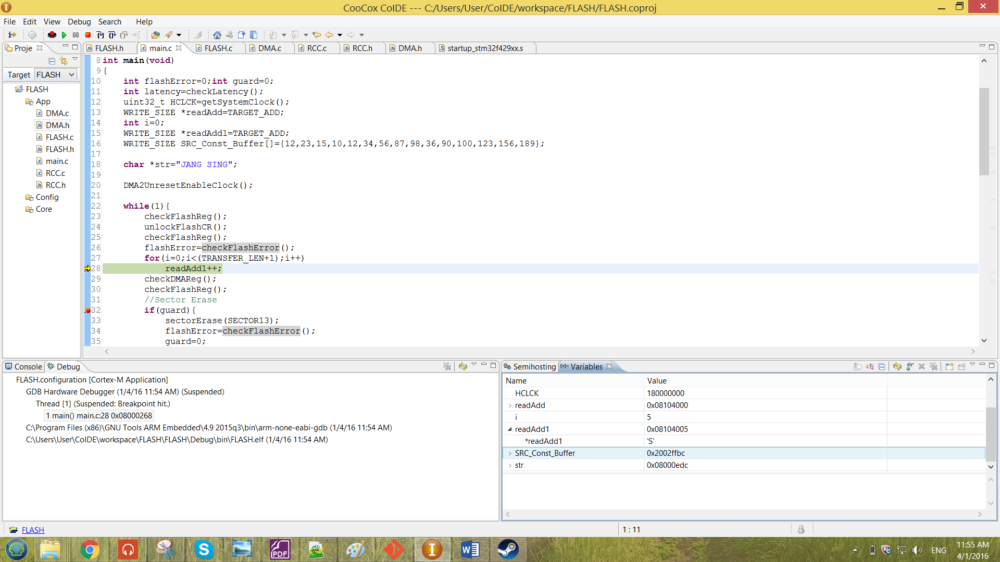 CooCox CoIDE --- C:/Users/User/CoIDE/workspace/FLASH/FLASH.coproj
File Edit View Debug Search Help
Proje
Target FLASH
FLASH
App
DMA.c
DMA.h
FLASH.c
FLASH.h
main.c
RCC.c
RCC.h
Config
Core
FLASH.h main.c FLASH.c DMA.c RCC.c RCC.h DMA.h startup_stm32f429xx.s
8 int main(void)
9 {
10 int flashError=0;int guard=0;
11 int latency=checkLatency();
12 uint32_t HCLCK=getSystemClock();
13 WRITE_SIZE *readAdd=TARGET_ADD;
14 int i=0;
15 WRITE_SIZE *readAdd1=TARGET_ADD;
16 WRITE_SIZE SRC_Const_Buffer[]={12,23,15,10,12,34,56,87,98,36,90,100,123,156,189};
17
18 char *str="JANG SING";
19
20 DMA2UnresetEnableClock();
21
22 while(1){
23 checkFlashReg();
24 unlockFlashCR();
25 checkFlashReg();
26 flashError=checkFlashError();
27 for(i=0;i<(TRANSFER_LEN+1);i++)
28 readAdd1++;
29 checkDMAReg();
30 checkFlashReg();
31 //Sector Erase
32 if(guard){
33 sectorErase(SECTOR13);
34 flashError=checkFlashError();
35 guard=0;
Console Debug
FLASH.configuration [Cortex-M Application]
GDB Hardware Debugger (1/4/16 11:54 AM) (Suspended)
Thread [1] (Suspended: Breakpoint hit.)
1 main() main.c:28 0x08000268
C:\Program Files (x86)\GNU Tools ARM Embedded\4.9 2015q3\bin\arm-none-eabi-gdb (1/4/16 11:54 AM)
C:\Users\User\CoIDE\workspace\FLASH\FLASH\Debug\bin\FLASH.elf (1/4/16 11:54 AM)
Semihosting (x)= Variables
Name Value
HCLCK 180000000
readAdd 0x08104000
i 5
readAdd1 0x08104005
*readAdd1 'S'
SRC_Const_Buffer 0x2002ffbc
str 0x08000edc
FLASH
1 : 11
PDF
ENG
11:55 AM
4/1/2016